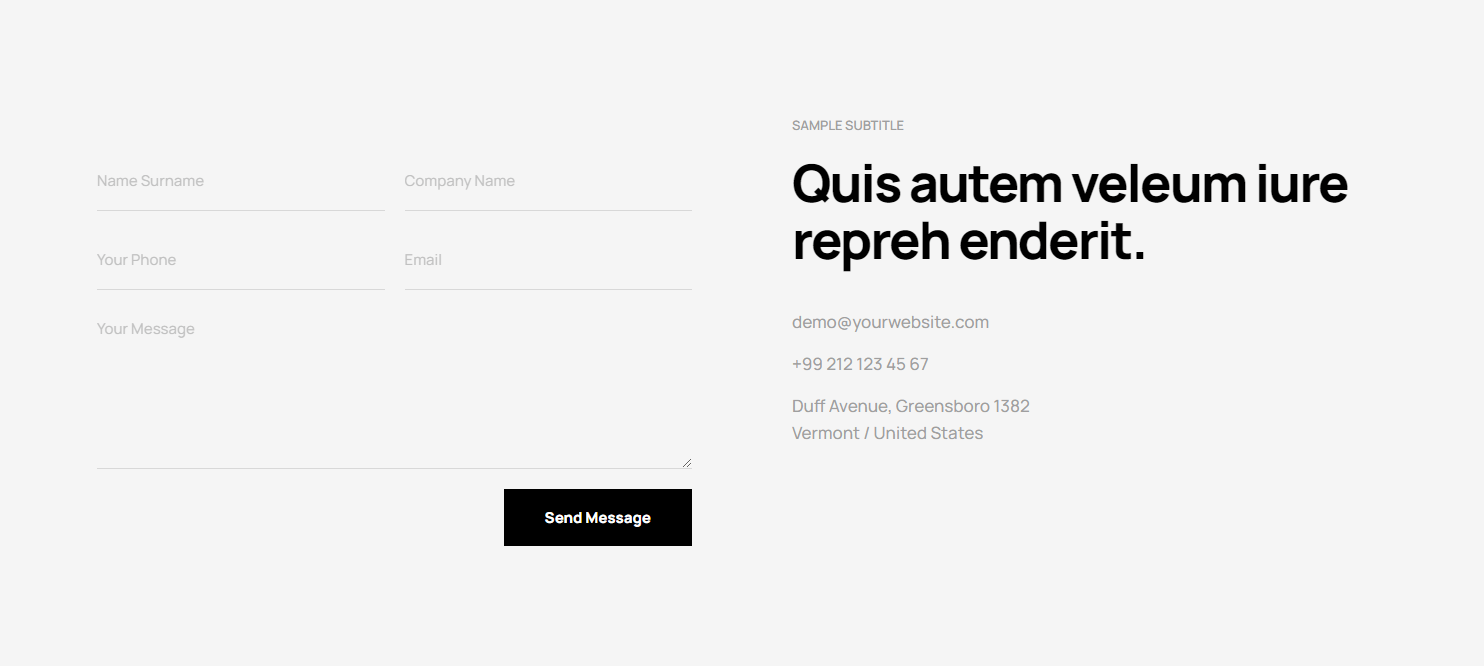 Name Surname
Company Name
Your Phone
Email
Your Message
Send Message
SAMPLE SUBTITLE
Quis autem veleum iure
repreh enderit.
demo@yourwebsite.com
+99 212 123 45 67
Duff Avenue, Greensboro 1382
Vermont / United States